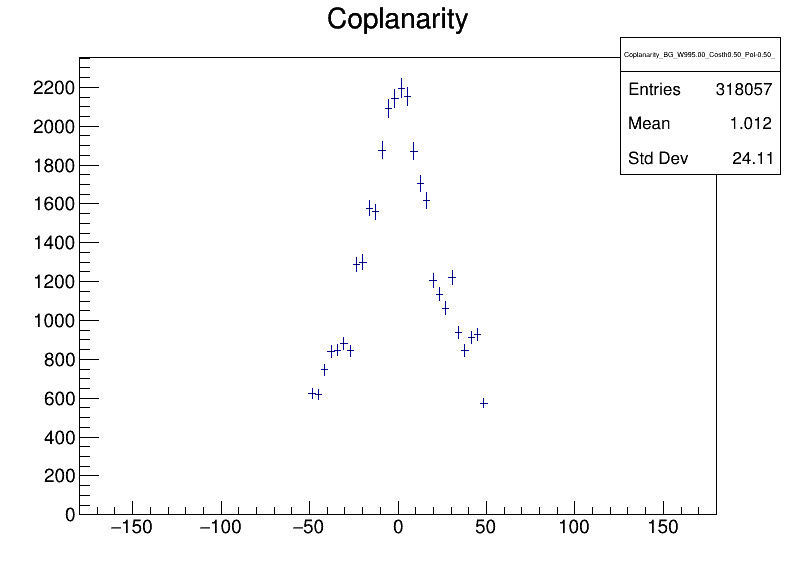 Coplanarity
Coplanarity_BG_W995.00_Costh0.50_Pol-0.50_
Entries 318057
Mean 1.012
Std Dev 24.11
2200
2000
1800
1600
1400
1200
1000
800
600
400
200
0
−150 −100 −50 0 50 100 150